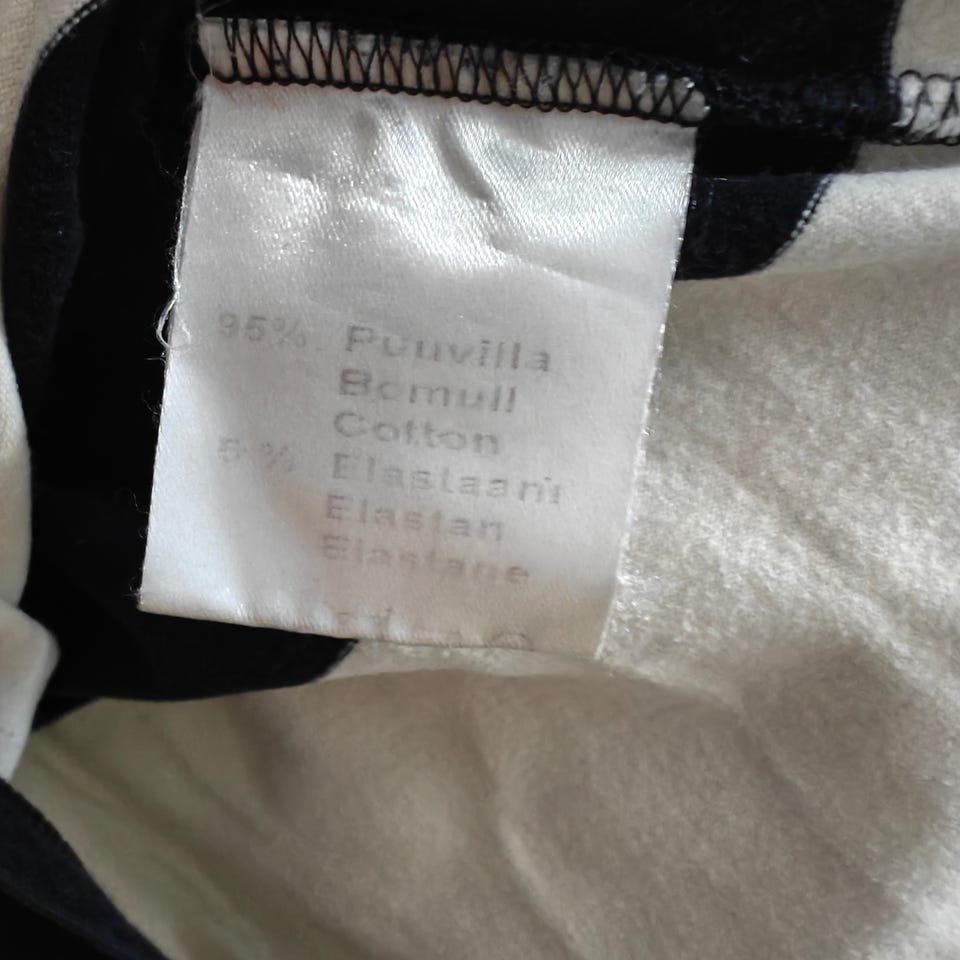 95% Puuvilla
Bomull
Cotton
5 % Elastaani
Elastan
Elastane